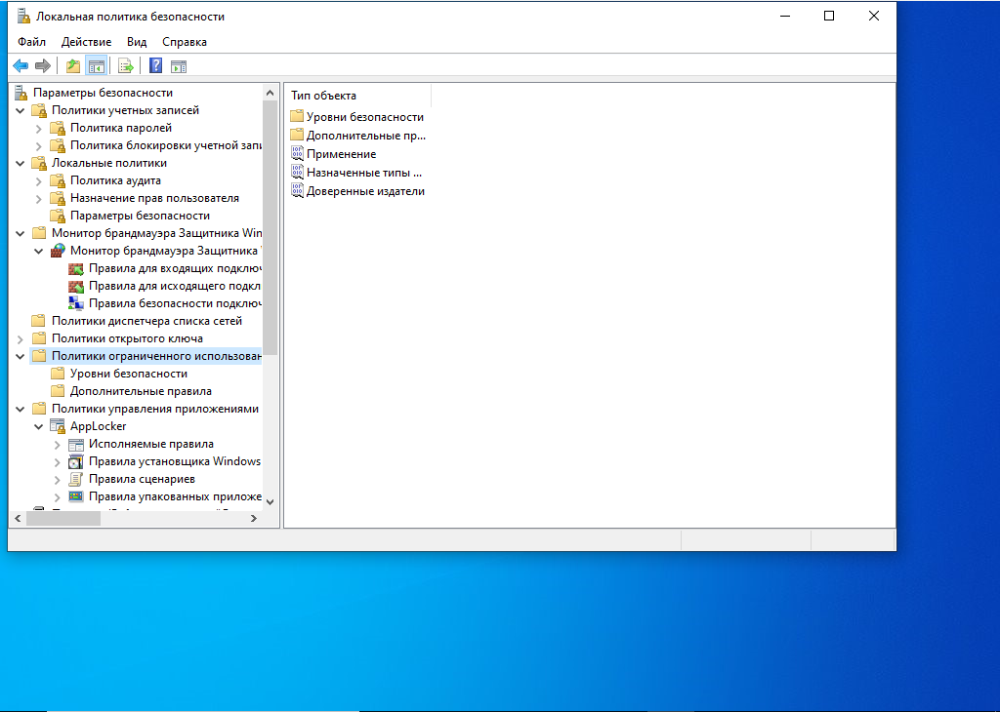 Локальная политика безопасности
Файл Действие Вид Справка
Параметры безопасности
Политики учетных записей
Политика паролей
Политика блокировки учетной запи
Локальные политики
Политика аудита
Назначение прав пользователя
Параметры безопасности
Монитор брандмауэра Защитника Win
Монитор брандмауэра Защитника
Правила для входящих подключ
Правила для исходящего подкл
Правила безопасности подключ
Политики диспетчера списка сетей
Политики открытого ключа
Политики ограниченного использован
Уровни безопасности
Дополнительные правила
Политики управления приложениями
AppLocker
Исполняемые правила
Правила установщика Windows
Правила сценариев
Правила упакованных приложе
Тип объекта
Уровни безопасности
Дополнительные пр...
Применение
Назначенные типы ...
Доверенные издатели